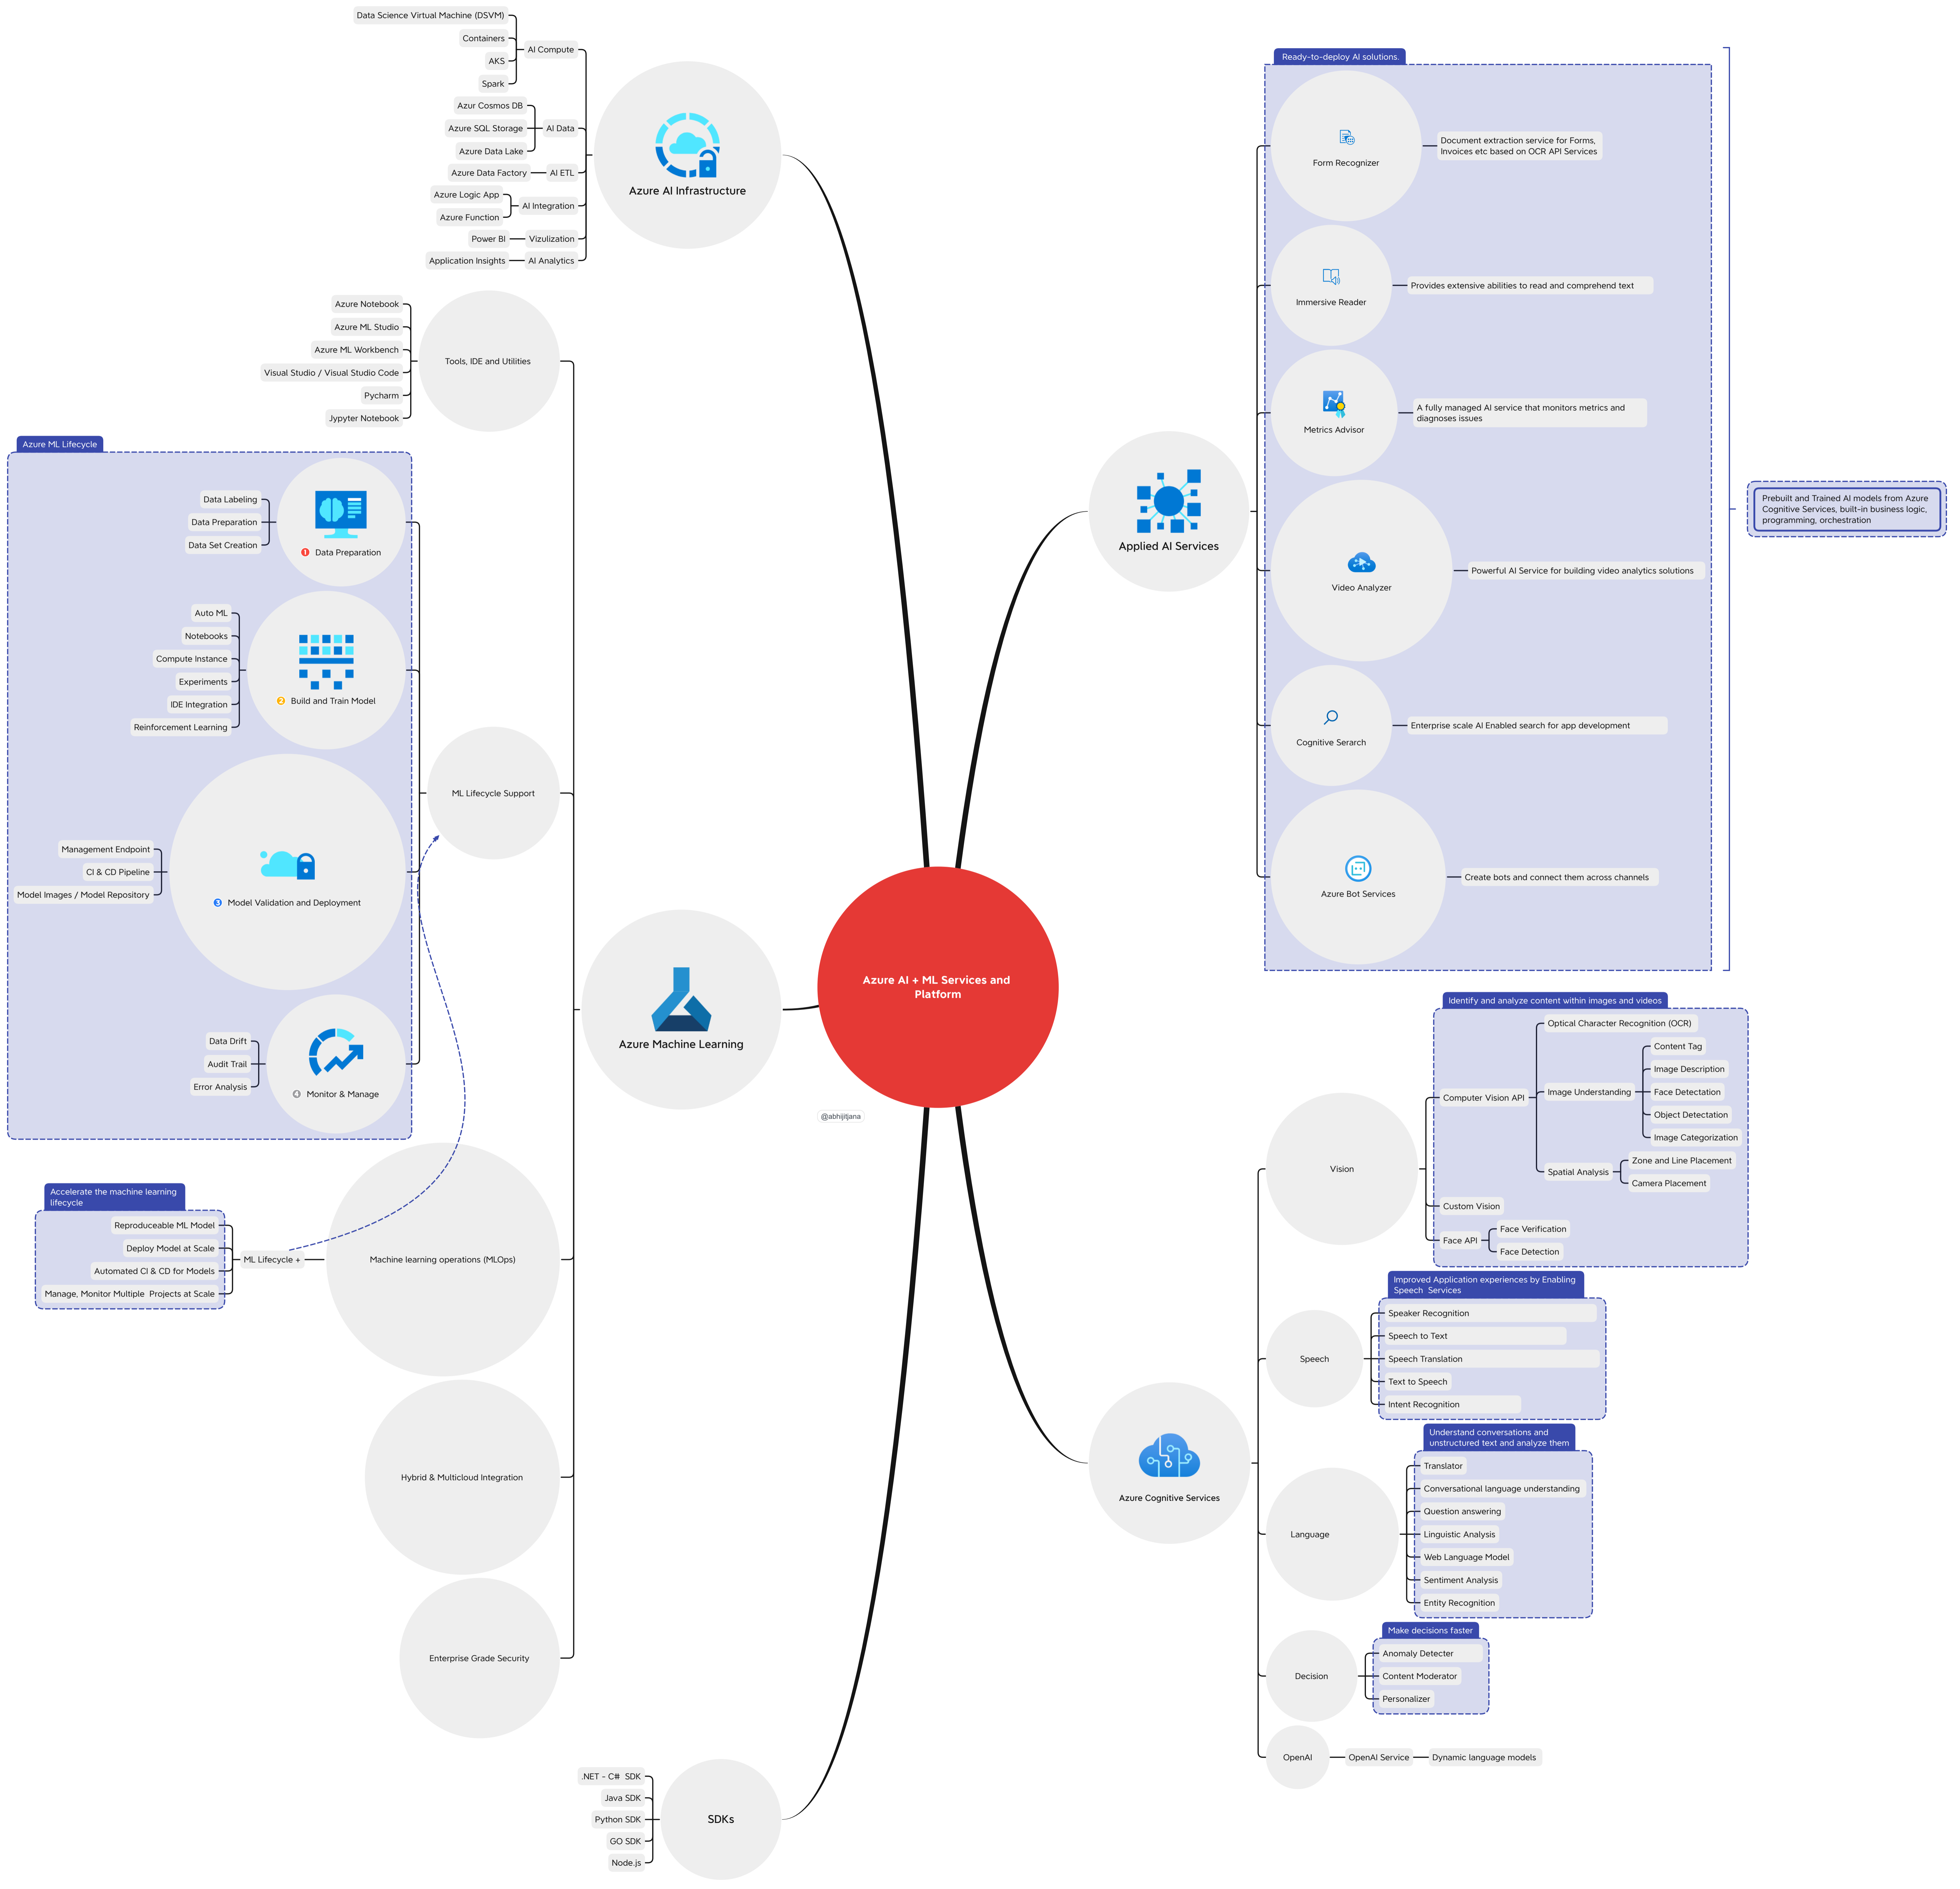 Data Science Virtual Machine (DSVM)
Containers
AKS
Spark
AI Compute
Azur Cosmos DB
Azure SQL Storage
Azure Data Lake
AI Data
Azure Data Factory
AI ETL
Azure Logic App
Azure Function
AI Integration
Power BI
Vizulization
Application Insights
AI Analytics
Azure AI Infrastructure
Azure Notebook
Azure ML Studio
Azure ML Workbench
Visual Studio / Visual Studio Code
Pycharm
Jypyter Notebook
Tools, IDE and Utilities
Azure ML Lifecycle
Data Labeling
Data Preparation
Data Set Creation
1 Data Preparation
Auto ML
Notebooks
Compute Instance
Experiments
IDE Integration
Reinforcement Learning
2 Build and Train Model
Management Endpoint
CI & CD Pipeline
Model Images / Model Repository
3 Model Validation and Deployment
Data Drift
Audit Trail
Error Analysis
4 Monitor & Manage
ML Lifecycle Support
Accelerate the machine learning
lifecycle
Reproduceable ML Model
Deploy Model at Scale
Automated CI & CD for Models
Manage, Monitor Multiple Projects at Scale
ML Lifecycle +
Machine learning operations (MLOps)
Hybrid & Multicloud Integration
Enterprise Grade Security
Azure Machine Learning
.NET - C# SDK
Java SDK
Python SDK
GO SDK
Node.js
SDKs
Azure AI + ML Services and
Platform
@abhijitjana
Applied AI Services
Ready-to-deploy AI solutions.
Form Recognizer
Document extraction service for Forms,
Invoices etc based on OCR API Services
Immersive Reader
Provides extensive abilities to read and comprehend text
Metrics Advisor
A fully managed AI service that monitors metrics and
diagnoses issues
Video Analyzer
Powerful AI Service for building video analytics solutions
Cognitive Serarch
Enterprise scale AI Enabled search for app development
Azure Bot Services
Create bots and connect them across channels
Prebuilt and Trained AI models from Azure
Cognitive Services, built-in business logic,
programming, orchestration
Azure Cognitive Services
Vision
Identify and analyze content within images and videos
Computer Vision API
Optical Character Recognition (OCR)
Image Understanding
Content Tag
Image Description
Face Detectation
Object Detectation
Image Categorization
Spatial Analysis
Zone and Line Placement
Camera Placement
Custom Vision
Face API
Face Verification
Face Detection
Speech
Improved Application experiences by Enabling
Speech Services
Speaker Recognition
Speech to Text
Speech Translation
Text to Speech
Intent Recognition
Language
Understand conversations and
unstructured text and analyze them
Translator
Conversational language understanding
Question answering
Linguistic Analysis
Web Language Model
Sentiment Analysis
Entity Recognition
Decision
Make decisions faster
Anomaly Detecter
Content Moderator
Personalizer
OpenAI
OpenAI Service
Dynamic language models